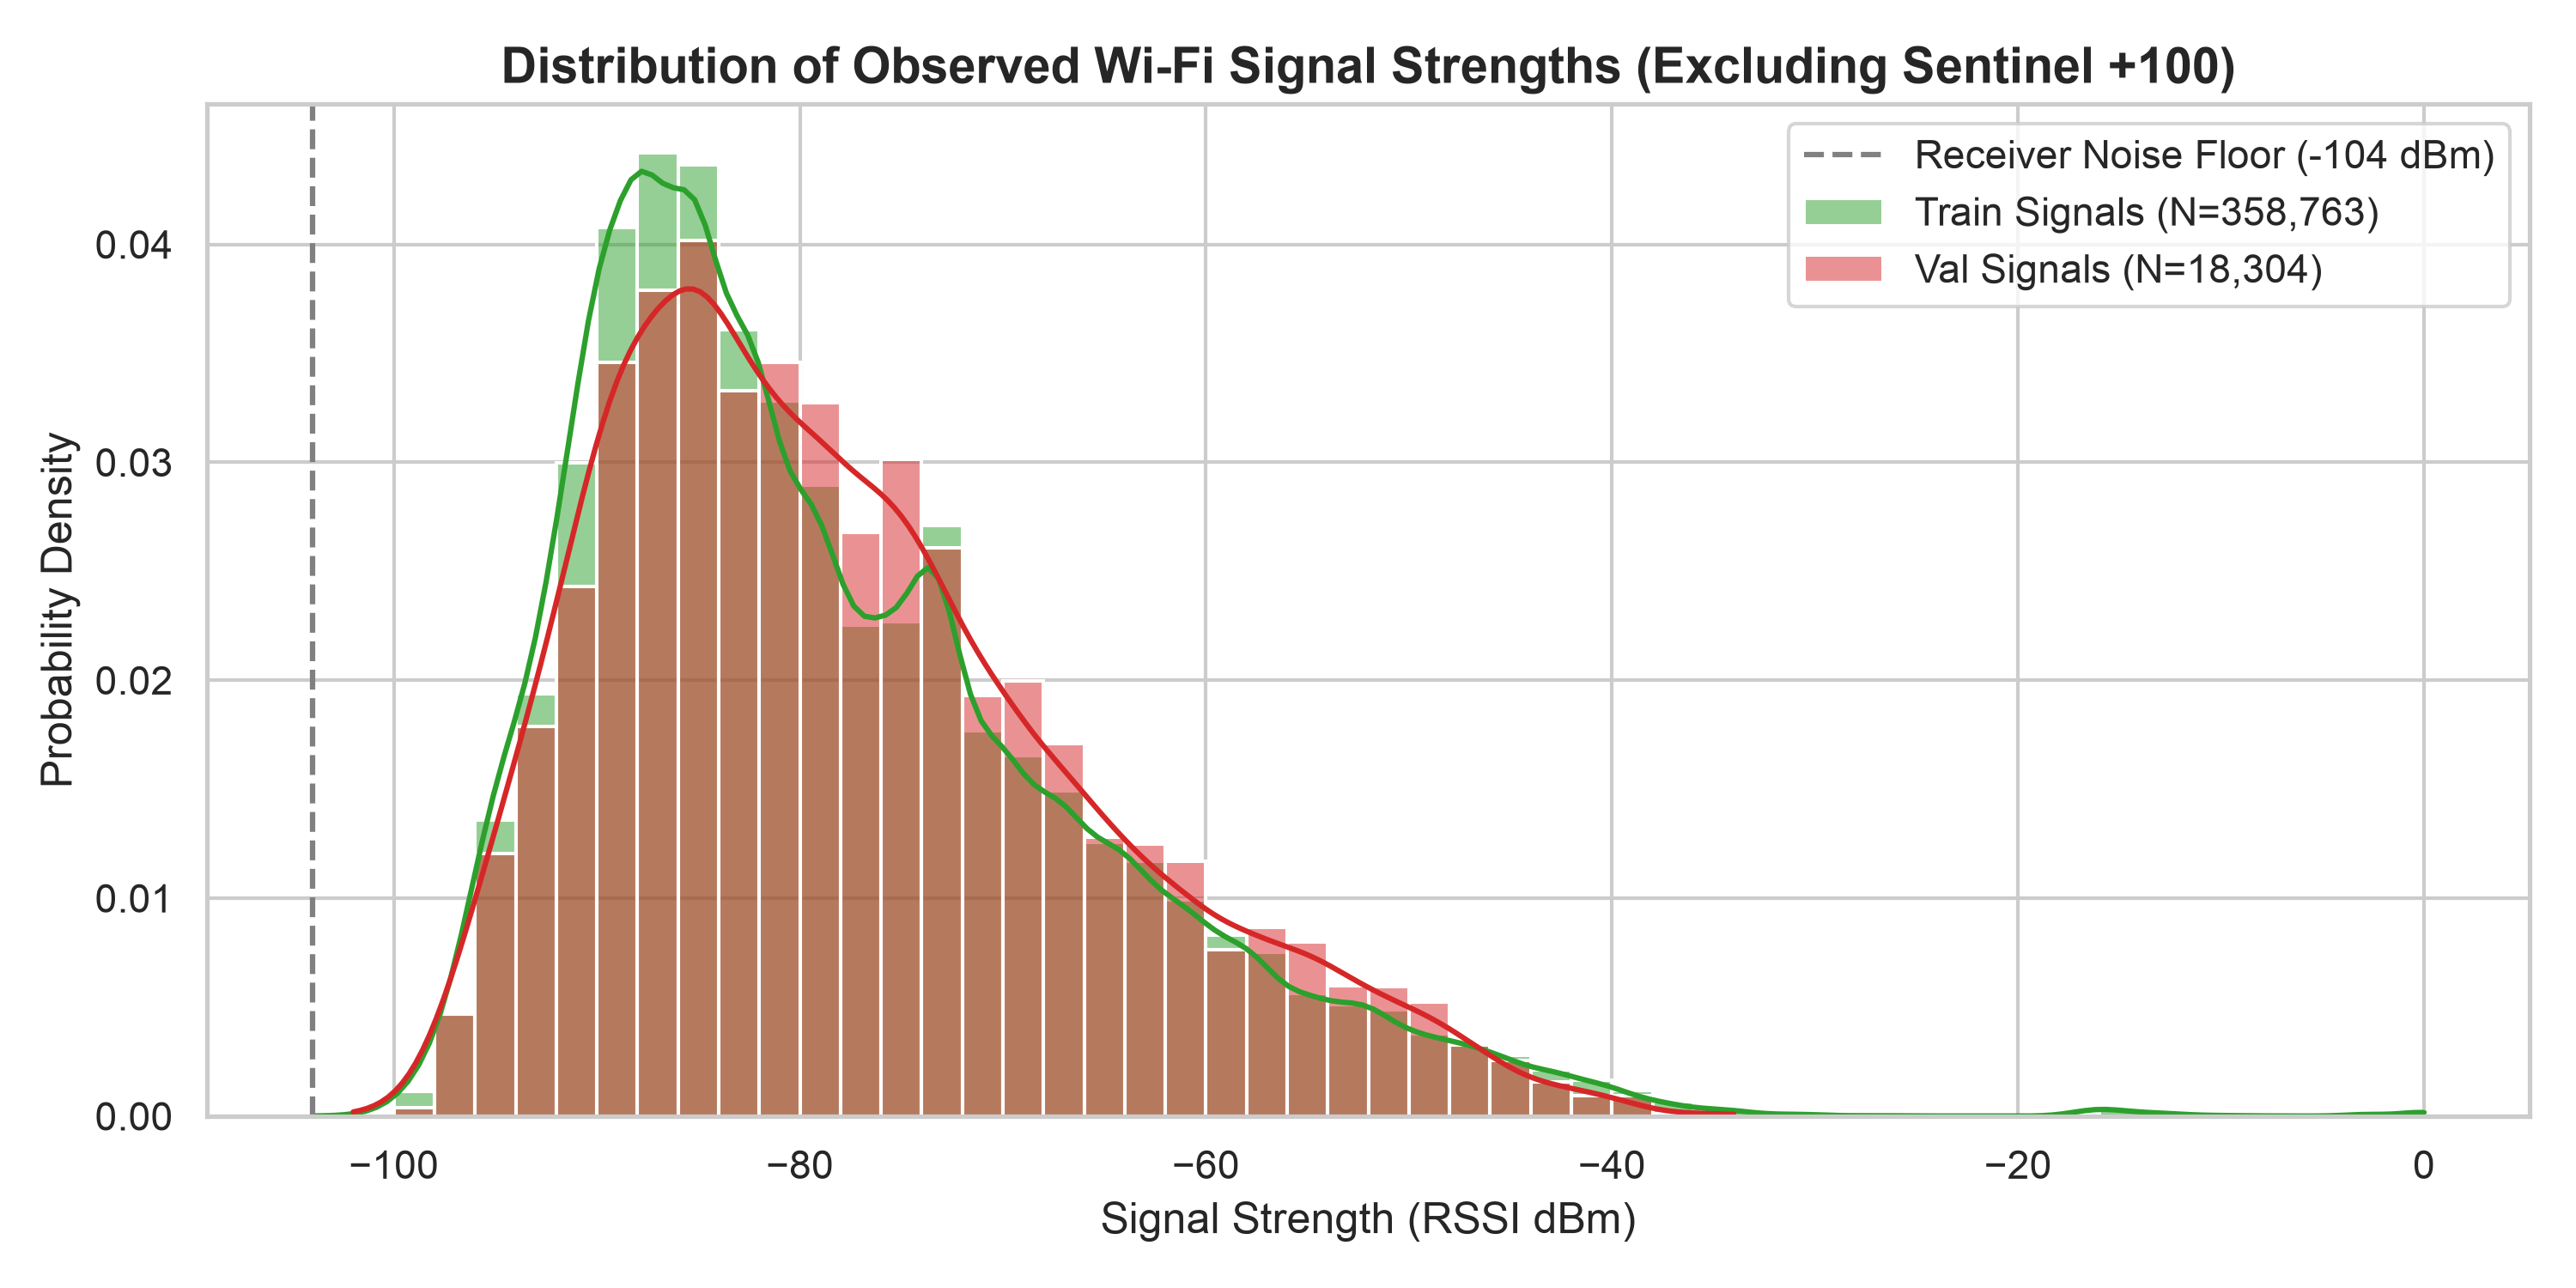 Distribution of Observed Wi-Fi Signal Strengths (Excluding Sentinel +100)
Receiver Noise Floor (-104 dBm)
Train Signals (N=358,763)
Val Signals (N=18,304)
Probability Density
0.04
0.03
0.02
0.01
0.00
−100 −80 −60 −40 −20 0
Signal Strength (RSSI dBm)